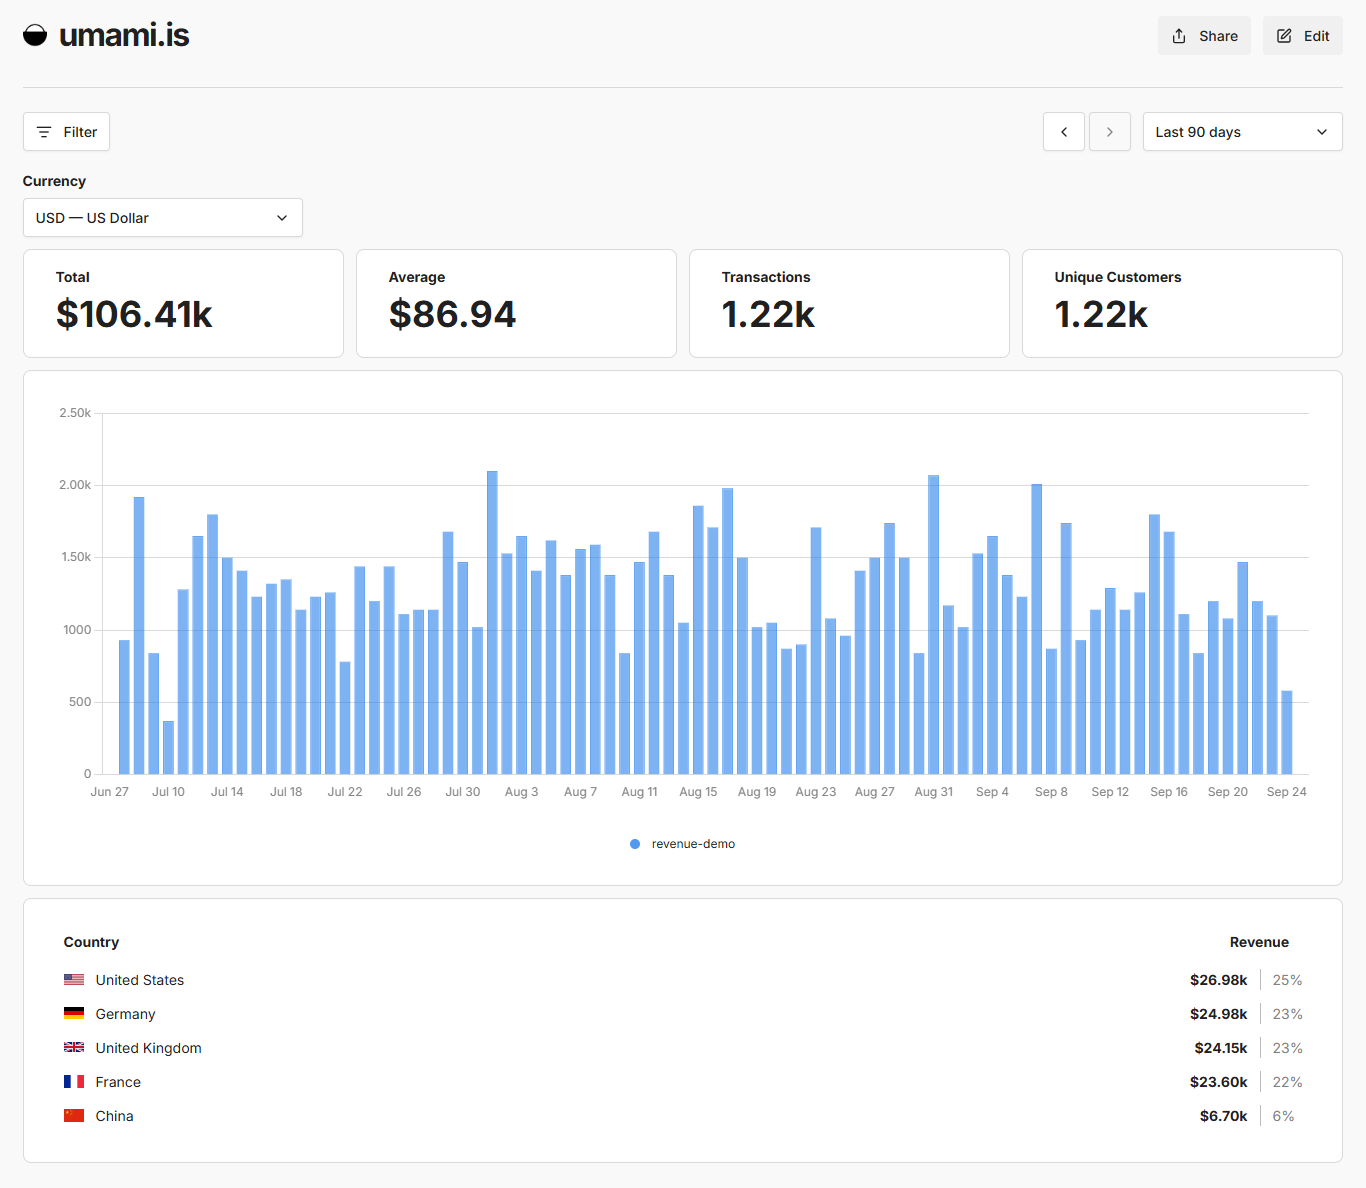 umami.is
Share
Edit
Filter
Last 90 days
Currency
USD — US Dollar
Total
$106.41k
Average
$86.94
Transactions
1.22k
Unique Customers
1.22k
2.50k
2.00k
1.50k
1000
500
0
Jun 27 Jul 10 Jul 14 Jul 18 Jul 22 Jul 26 Jul 30 Aug 3 Aug 7 Aug 11 Aug 15 Aug 19 Aug 23 Aug 27 Aug 31 Sep 4 Sep 8 Sep 12 Sep 16 Sep 20 Sep 24
revenue-demo
Country Revenue
United States $26.98k 25%
Germany $24.98k 23%
United Kingdom $24.15k 23%
France $23.60k 22%
China $6.70k 6%